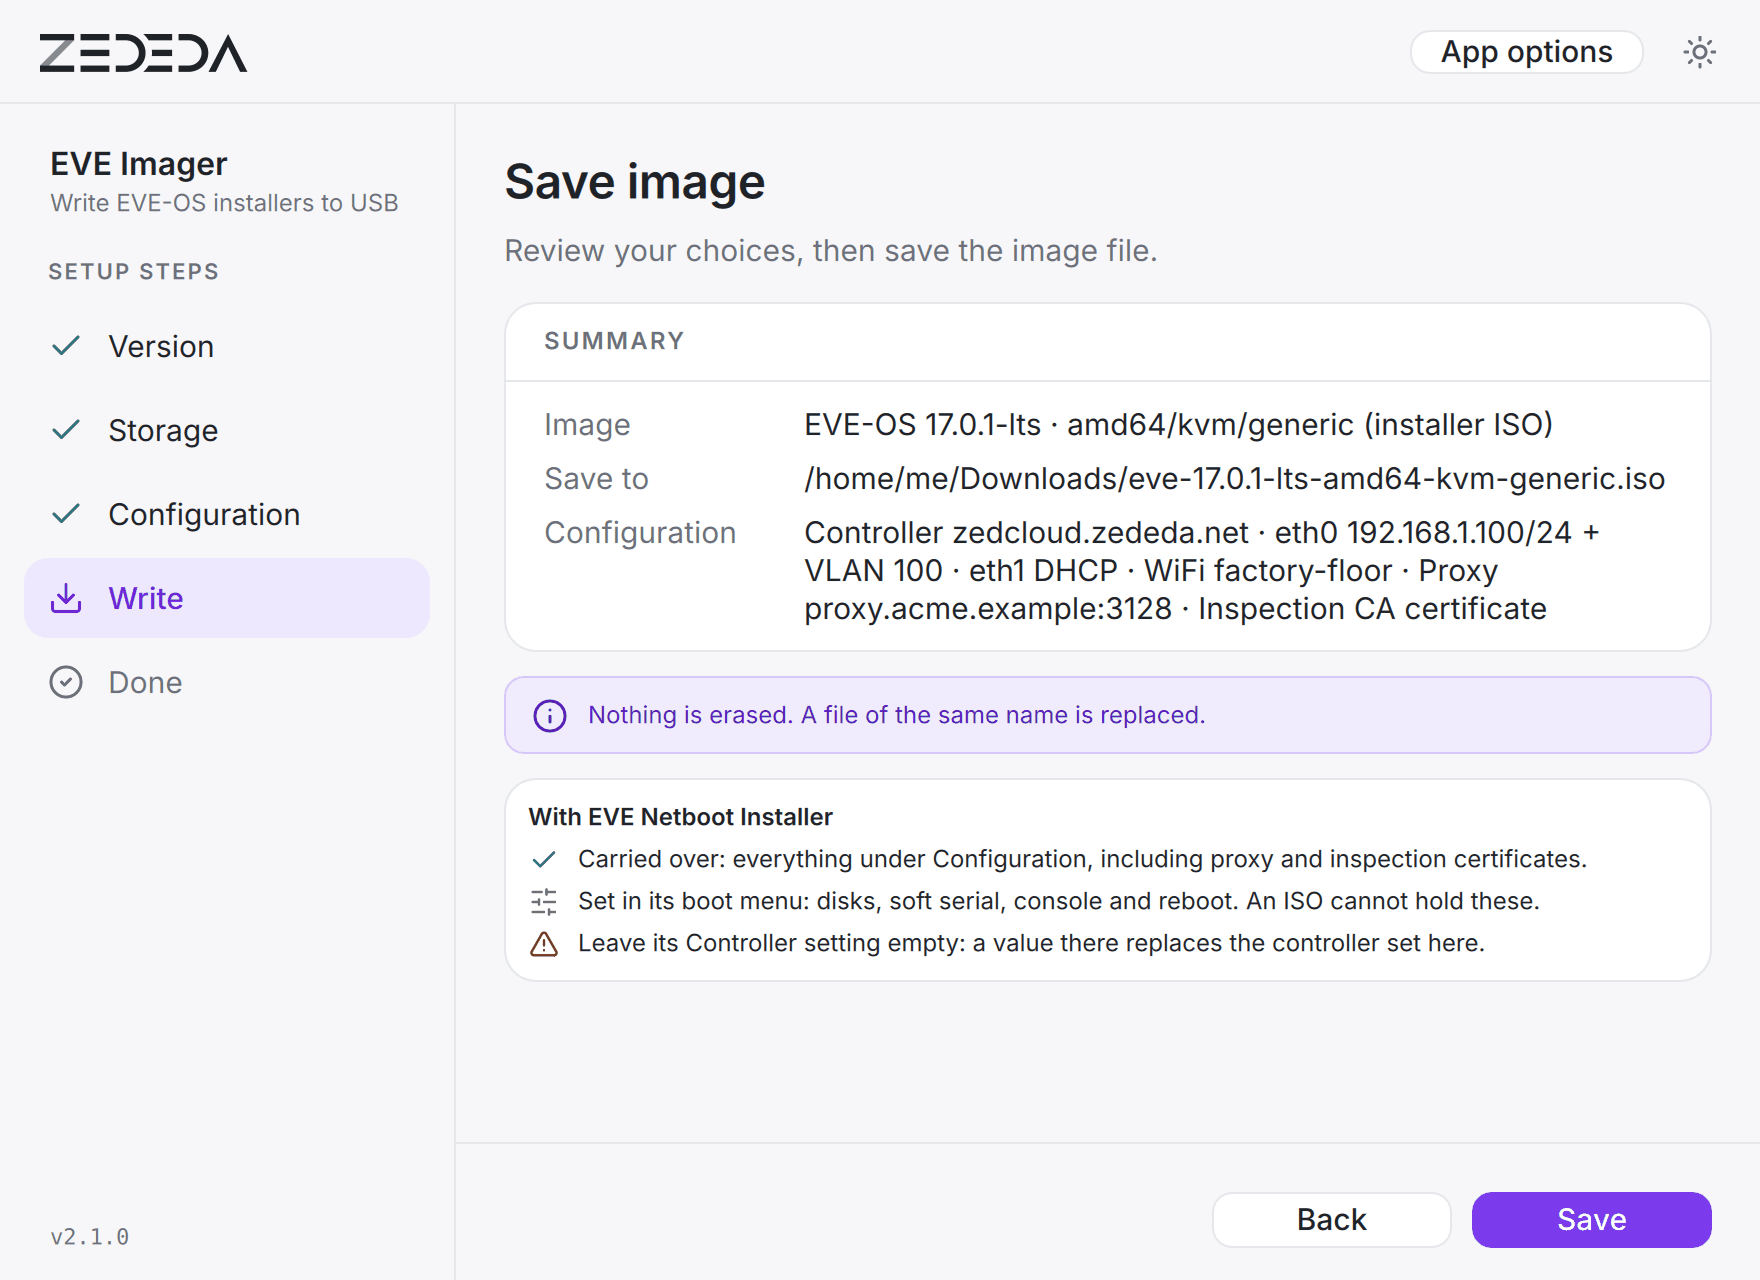 ZEDEDA
App options
EVE Imager
Write EVE-OS installers to USB
SETUP STEPS
Version
Storage
Configuration
Write
Done
v2.1.0
Save image
Review your choices, then save the image file.
SUMMARY
Image EVE-OS 17.0.1-lts · amd64/kvm/generic (installer ISO)
Save to /home/me/Downloads/eve-17.0.1-lts-amd64-kvm-generic.iso
Configuration Controller zedcloud.zededa.net · eth0 192.168.1.100/24 +
VLAN 100 · eth1 DHCP · WiFi factory-floor · Proxy
proxy.acme.example:3128 · Inspection CA certificate
Nothing is erased. A file of the same name is replaced.
With EVE Netboot Installer
Carried over: everything under Configuration, including proxy and inspection certificates.
Set in its boot menu: disks, soft serial, console and reboot. An ISO cannot hold these.
Leave its Controller setting empty: a value there replaces the controller set here.
Back
Save